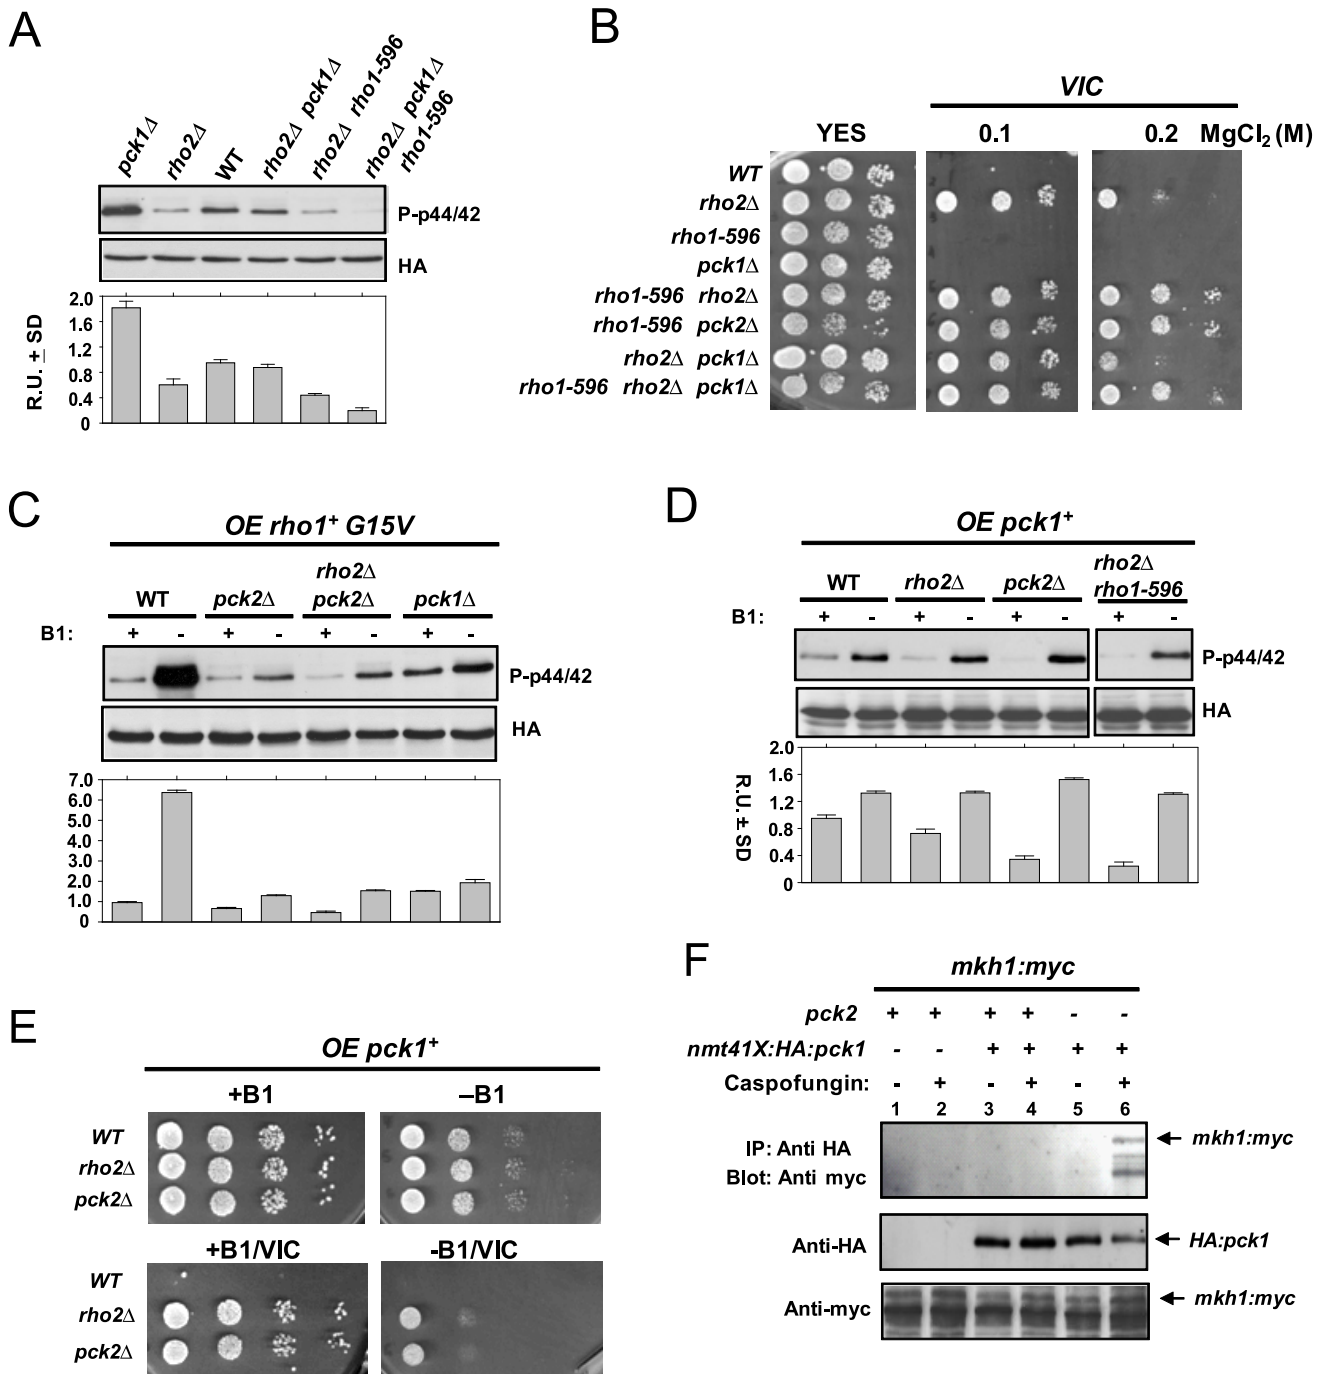 A
pck1Δ
rho2Δ
WT
rho2Δ pck1Δ
rho2Δ rho1-596
rho2Δ pck1Δ
rho1-596
P-p44/42
HA
2.0
1.6
1.2
0.8
0.4
0
R.U. ± SD
B
VIC
YES
0.1
0.2 MgCl2 (M)
WT
rho2Δ
rho1-596
pck1Δ
rho1-596 rho2Δ
rho1-596 pck2Δ
rho2Δ pck1Δ
rho1-596 rho2Δ pck1Δ
C
OE rho1+ G15V
WT
pck2Δ
rho2Δ
pck2Δ
pck1Δ
B1: + - + - + - + -
P-p44/42
HA
7.0
6.0
5.0
4.0
3.0
2.0
1.0
0
D
OE pck1+
WT
rho2Δ
pck2Δ
rho2Δ
rho1-596
B1: + - + - + - + -
P-p44/42
HA
2.0
1.6
1.2
0.8
0.4
0
R.U. ± SD
E
OE pck1+
+B1
–B1
WT
rho2Δ
pck2Δ
+B1/VIC
-B1/VIC
WT
rho2Δ
pck2Δ
F
mkh1:myc
pck2 + + + + - -
nmt41X:HA:pck1 - - + + + +
Caspofungin: - + - + - +
1 2 3 4 5 6
IP: Anti HA
Blot: Anti myc
mkh1:myc
Anti-HA
HA:pck1
Anti-myc
mkh1:myc